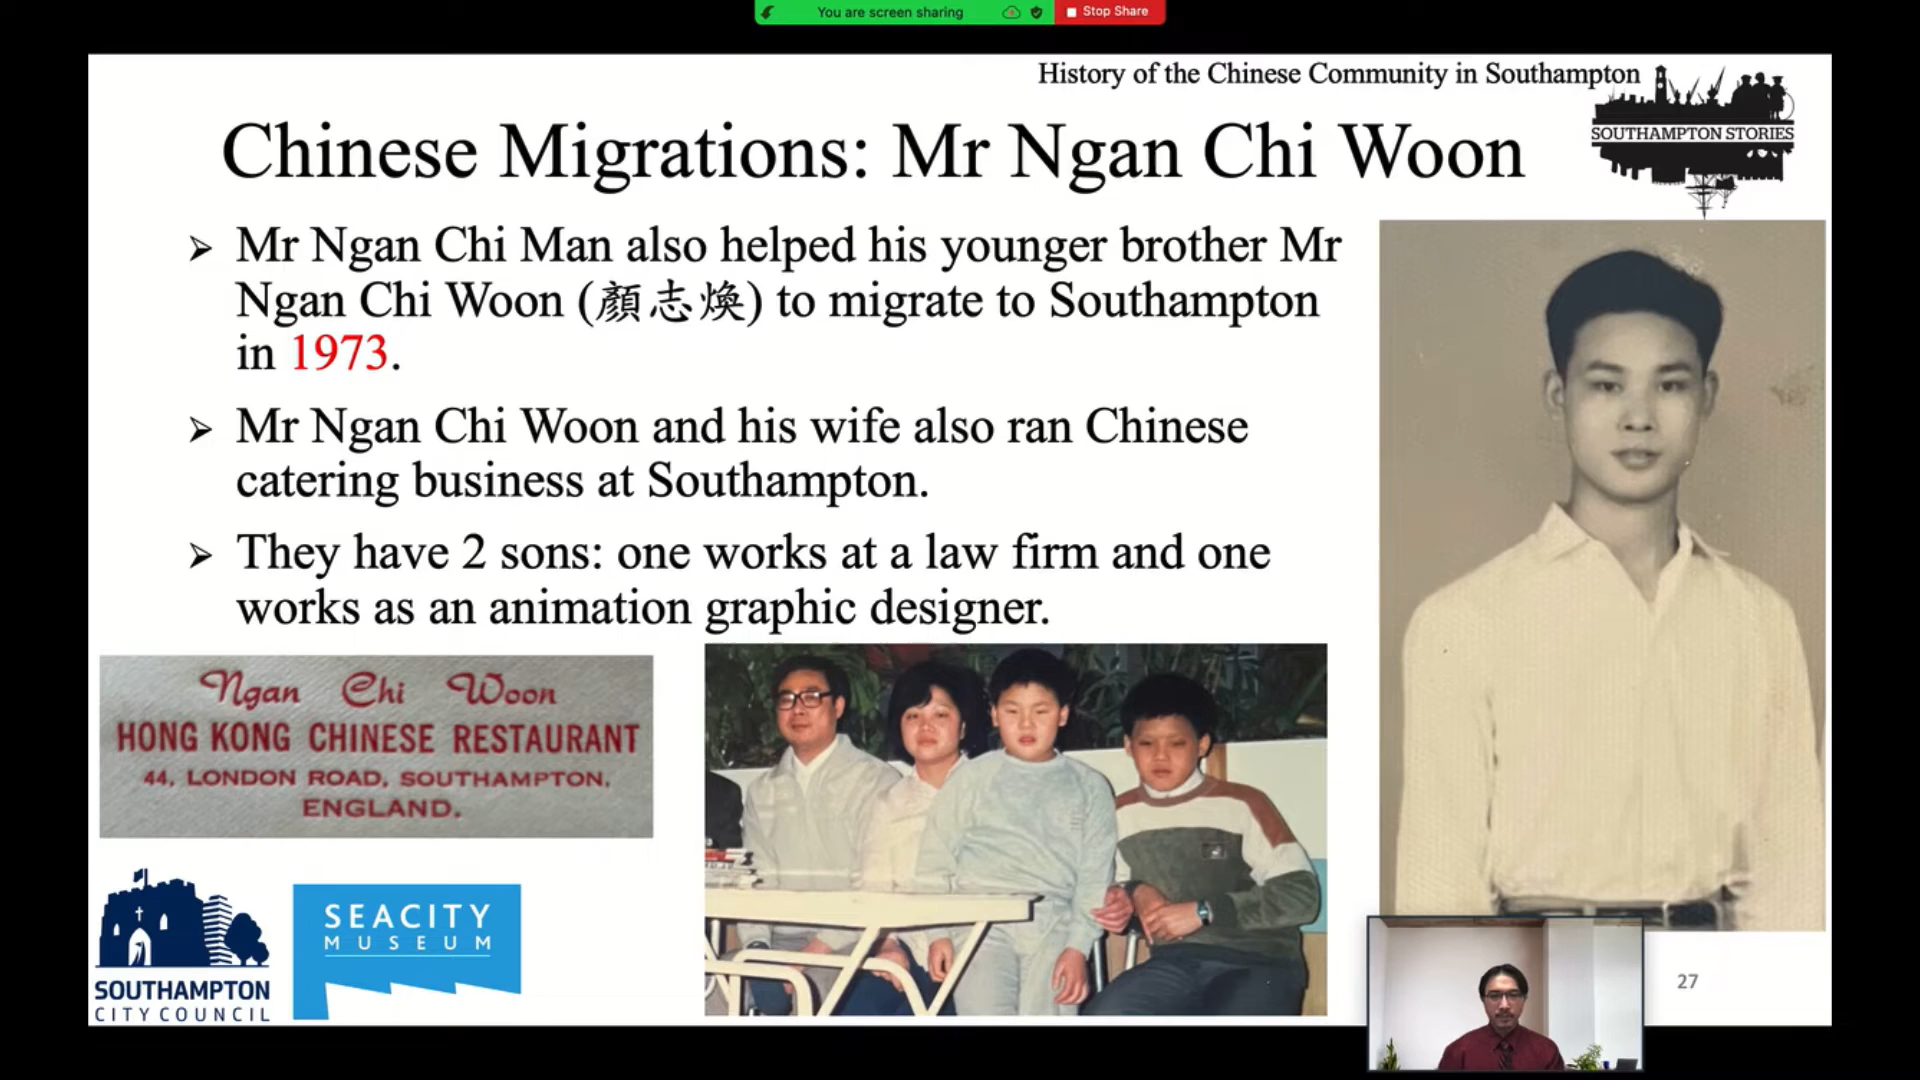 You are screen sharing
Stop Share
History of the Chinese Community in Southampton
SOUTHAMPTON STORIES
Chinese Migrations: Mr Ngan Chi Woon
➢ Mr Ngan Chi Man also helped his younger brother Mr
Ngan Chi Woon (顏志煥) to migrate to Southampton
in 1973.
➢ Mr Ngan Chi Woon and his wife also ran Chinese
catering business at Southampton.
➢ They have 2 sons: one works at a law firm and one
works as an animation graphic designer.
Ngan Chi Woon
HONG KONG CHINESE RESTAURANT
44, LONDON ROAD, SOUTHAMPTON,
ENGLAND.
SOUTHAMPTON
CITY COUNCIL
SEACITY
MUSEUM
27